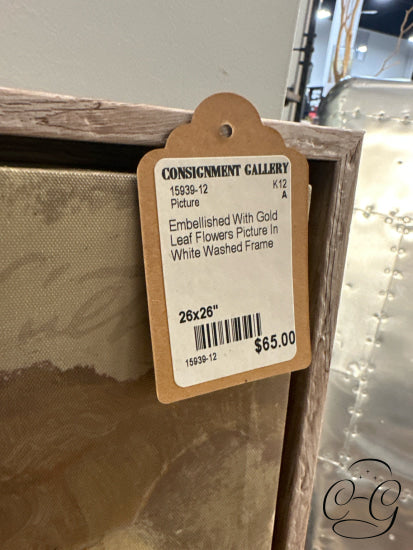 CONSIGNMENT GALLERY
15939-12 K12
Picture A
Embellished With Gold
Leaf Flowers Picture In
White Washed Frame
26x26"
$65.00
15939-12
C-G